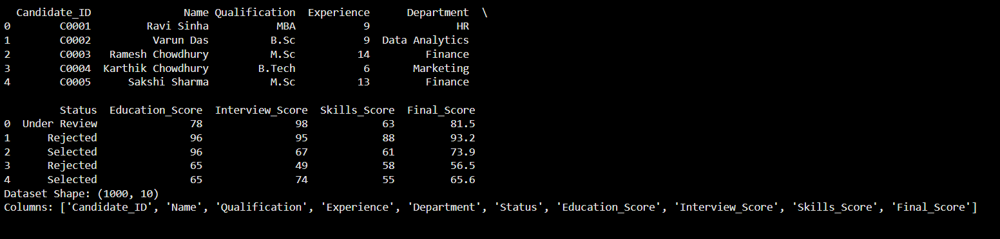 Candidate_ID               Name Qualification  Experience      Department  \
0        C0001         Ravi Sinha           MBA           9              HR
1        C0002          Varun Das          B.Sc           9  Data Analytics
2        C0003   Ramesh Chowdhury          M.Sc          14         Finance
3        C0004  Karthik Chowdhury        B.Tech           6       Marketing
4        C0005      Sakshi Sharma          M.Sc          13         Finance

         Status  Education_Score  Interview_Score  Skills_Score  Final_Score
0  Under Review               78               98            63         81.5
1      Rejected               96               95            88         93.2
2      Selected               96               67            61         73.9
3      Rejected               65               49            58         56.5
4      Selected               65               74            55         65.6
Dataset Shape: (1000, 10)
Columns: ['Candidate_ID', 'Name', 'Qualification', 'Experience', 'Department', 'Status', 'Education_Score', 'Interview_Score', 'Skills_Score', 'Final_Score']